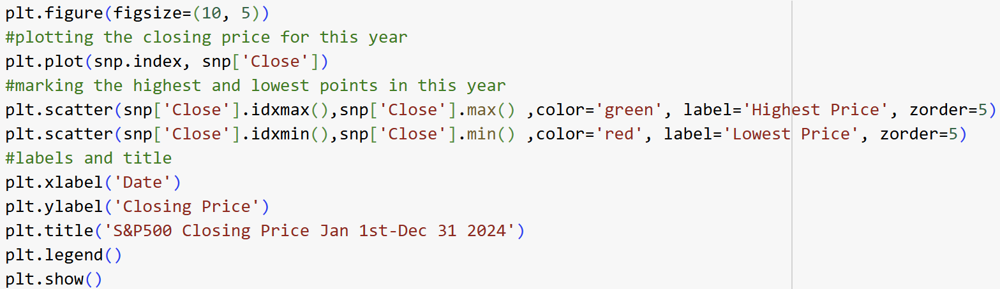 plt.figure(figsize=(10, 5))
#plotting the closing price for this year
plt.plot(snp.index, snp['Close'])
#marking the highest and lowest points in this year
plt.scatter(snp['Close'].idxmax(),snp['Close'].max() ,color='green', label='Highest Price', zorder=5)
plt.scatter(snp['Close'].idxmin(),snp['Close'].min() ,color='red', label='Lowest Price', zorder=5)
#labels and title
plt.xlabel('Date')
plt.ylabel('Closing Price')
plt.title('S&P500 Closing Price Jan 1st-Dec 31 2024')
plt.legend()
plt.show()